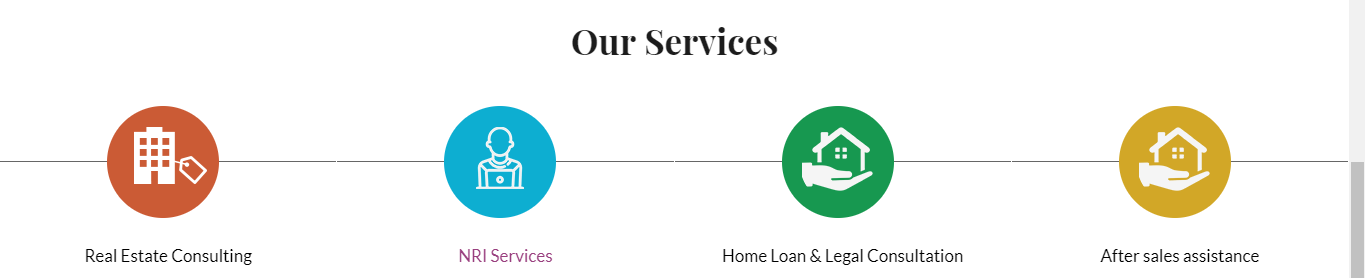 Our Services
Real Estate Consulting
NRI Services
Home Loan & Legal Consultation
After sales assistance